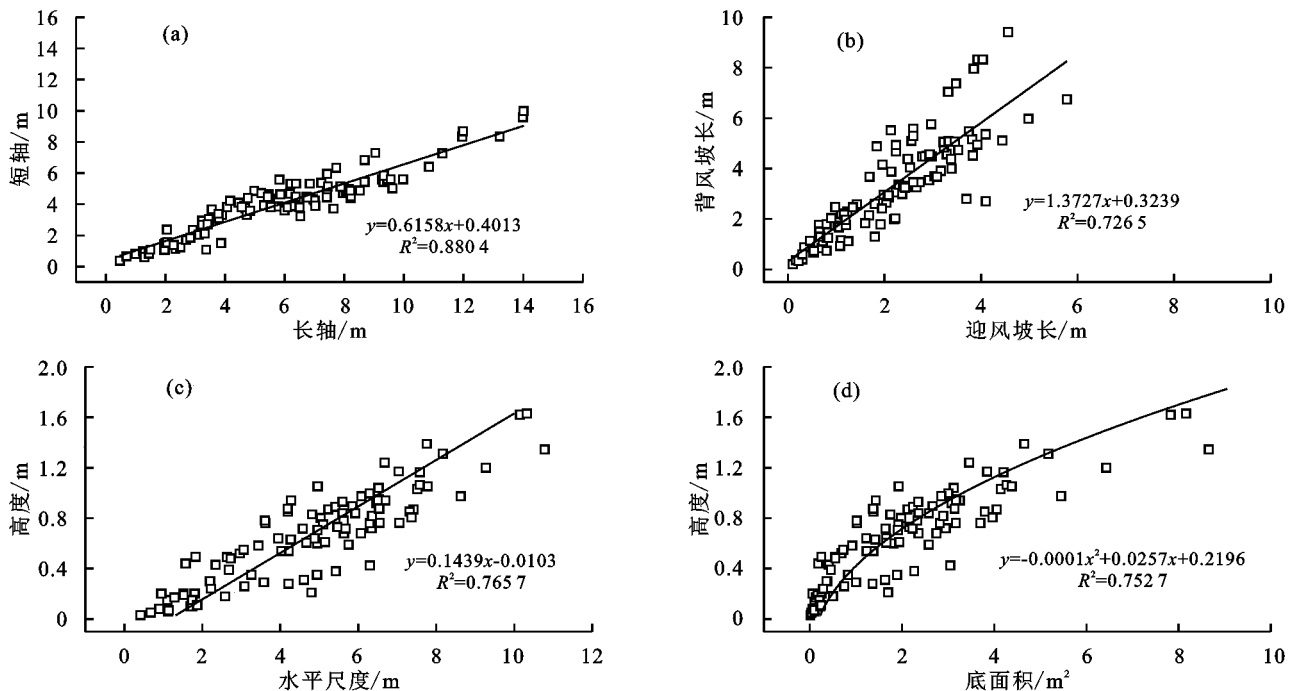 (a)
16
14
12
10
8
6
4
2
0
短轴/m
y=0.6158x+0.4013
R²=0.880 4
0 2 4 6 8 10 12 14 16
长轴/m
(b)
10
8
6
4
2
0
背风坡长/m
y=1.3727x+0.3239
R²=0.726 5
0 2 4 6 8 10
迎风坡长/m
(c)
2.0
1.6
1.2
0.8
0.4
0
高度/m
y=0.1439x-0.0103
R²=0.765 7
0 2 4 6 8 10 12
水平尺度/m
(d)
2.0
1.6
1.2
0.8
0.4
0
高度/m
y=-0.0001x²+0.0257x+0.2196
R²=0.752 7
0 2 4 6 8 10
底面积/m²